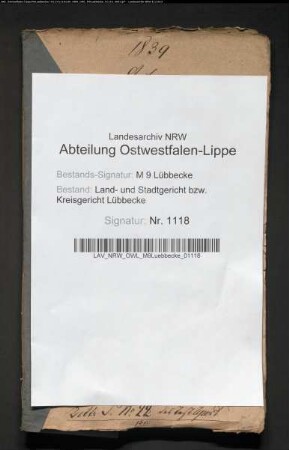 1839
Landesarchiv NRW
Abteilung Ostwestfalen-Lippe
Bestands-Signatur: M 9 Lübbecke
Bestand: Land- und Stadtgericht bzw.
Kreisgericht Lübbecke
Signatur: Nr. 1118
LAV_NRW_OWL_M9Luebbecke_01118